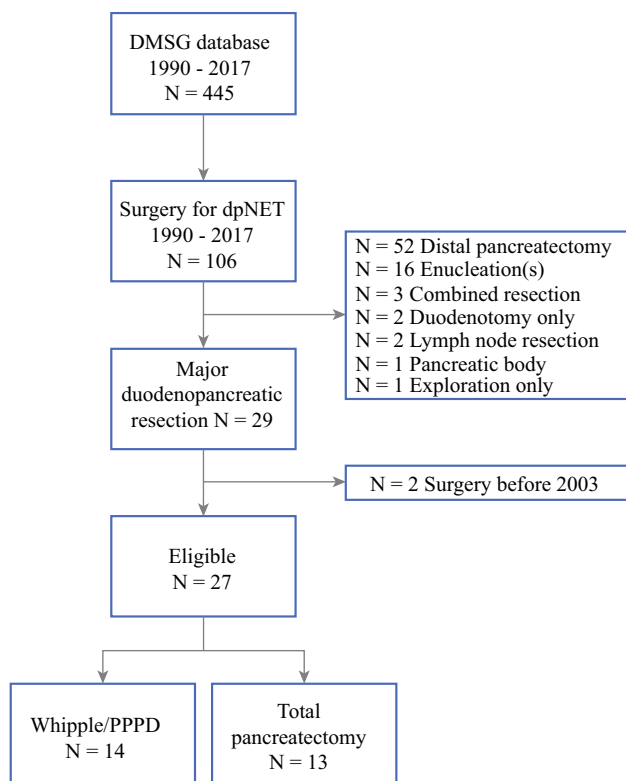 DMSG database
1990 - 2017
N = 445
Surgery for dpNET
1990 - 2017
N = 106
N = 52 Distal pancreatectomy
N = 16 Enucleation(s)
N = 3 Combined resection
N = 2 Duodenotomy only
N = 2 Lymph node resection
N = 1 Pancreatic body
N = 1 Exploration only
Major
duodenopancreatic
resection N = 29
N = 2 Surgery before 2003
Eligible
N = 27
Whipple/PPPD
N = 14
Total
pancreatectomy
N = 13